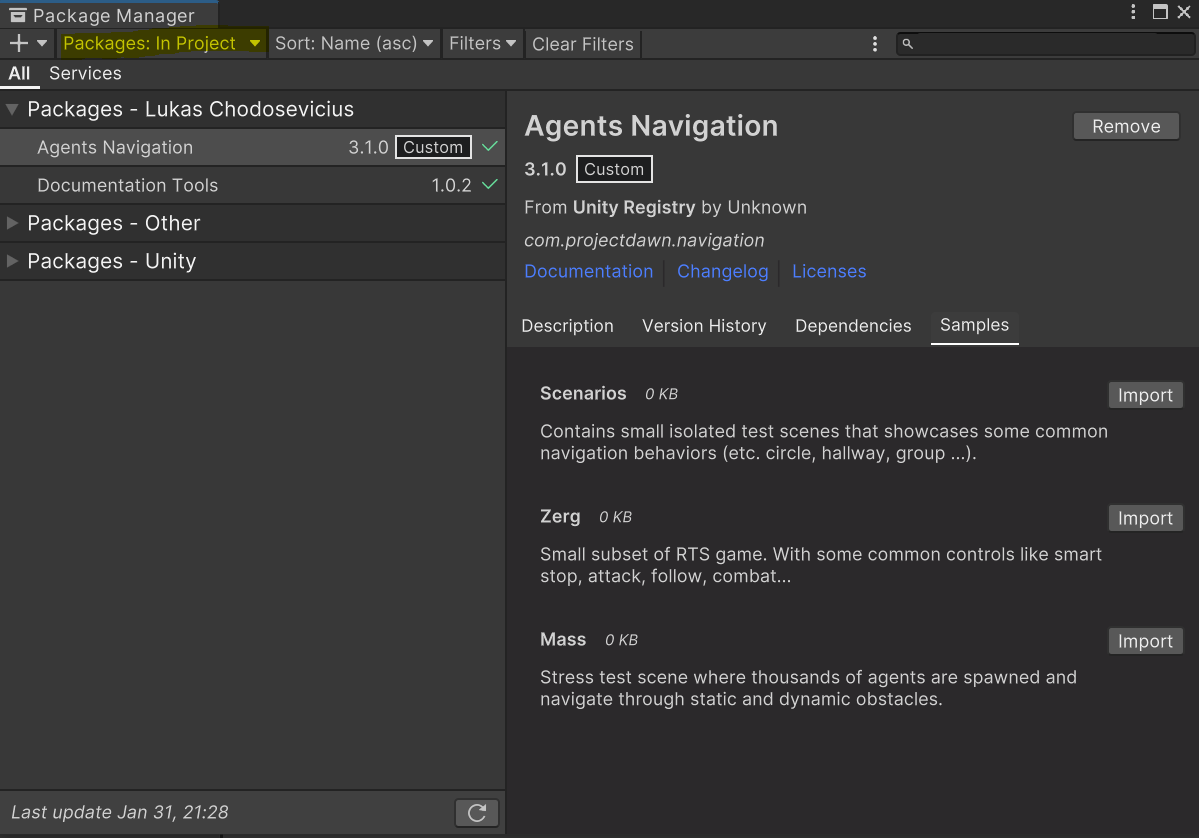 Package Manager
Packages: In Project
Sort: Name (asc)
Filters
Clear Filters
All
Services
Packages - Lukas Chodosevicius
Agents Navigation
3.1.0
Custom
Documentation Tools
1.0.2
Packages - Other
Packages - Unity
Last update Jan 31, 21:28
Agents Navigation
Remove
3.1.0
Custom
From Unity Registry by Unknown
com.projectdawn.navigation
Documentation
Changelog
Licenses
Description
Version History
Dependencies
Samples
Scenarios
0 KB
Import
Contains small isolated test scenes that showcases some common
navigation behaviors (etc. circle, hallway, group ...).
Zerg
0 KB
Import
Small subset of RTS game. With some common controls like smart
stop, attack, follow, combat...
Mass
0 KB
Import
Stress test scene where thousands of agents are spawned and
navigate through static and dynamic obstacles.